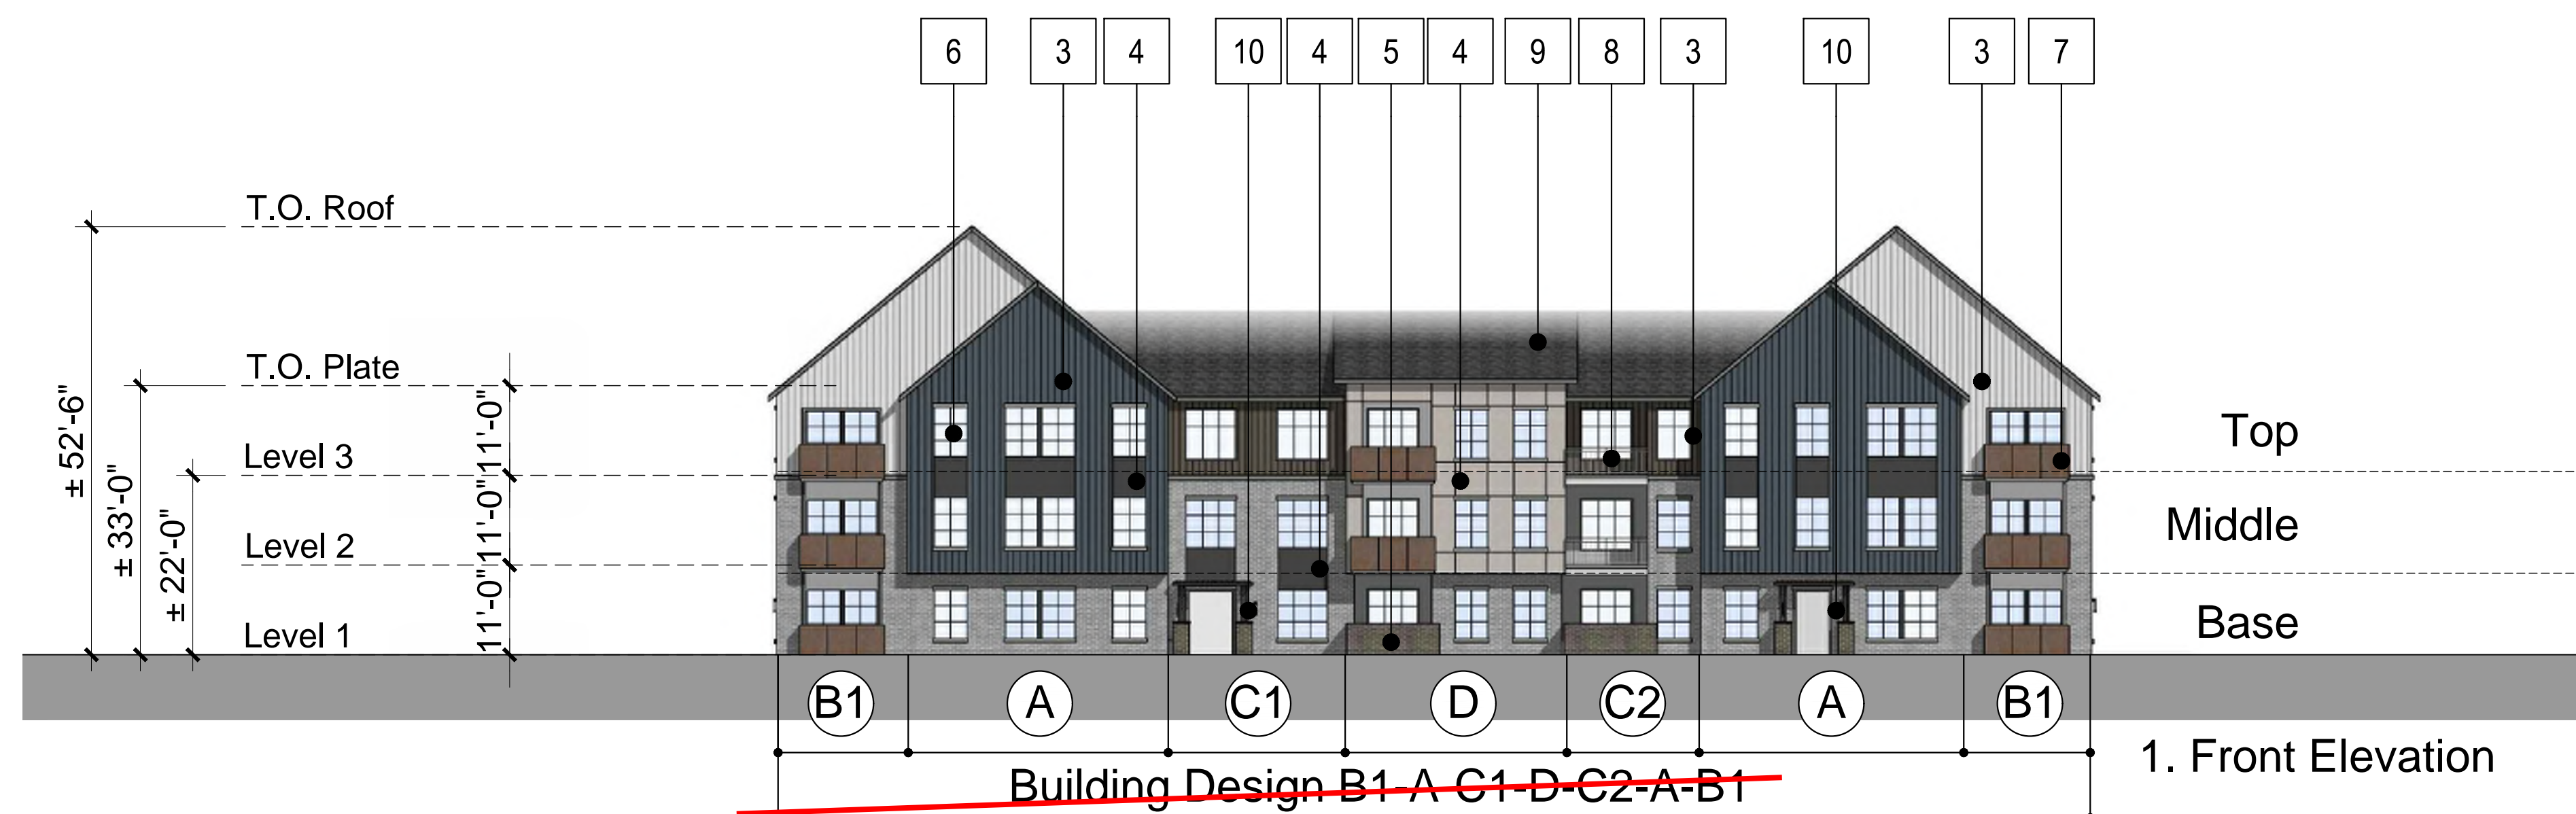 6 3 4 10 4 5 4 9 8 3 10 3 7
T.O. Roof
T.O. Plate
Level 3
Level 2
Level 1
± 52'-6"
± 33'-0"
± 22'-0"
11'-0"
11'-0"
11'-0"
Top
Middle
Base
B1 A C1 D C2 A B1
Building Design B1-A-C1-D-C2-A-B1
1. Front Elevation